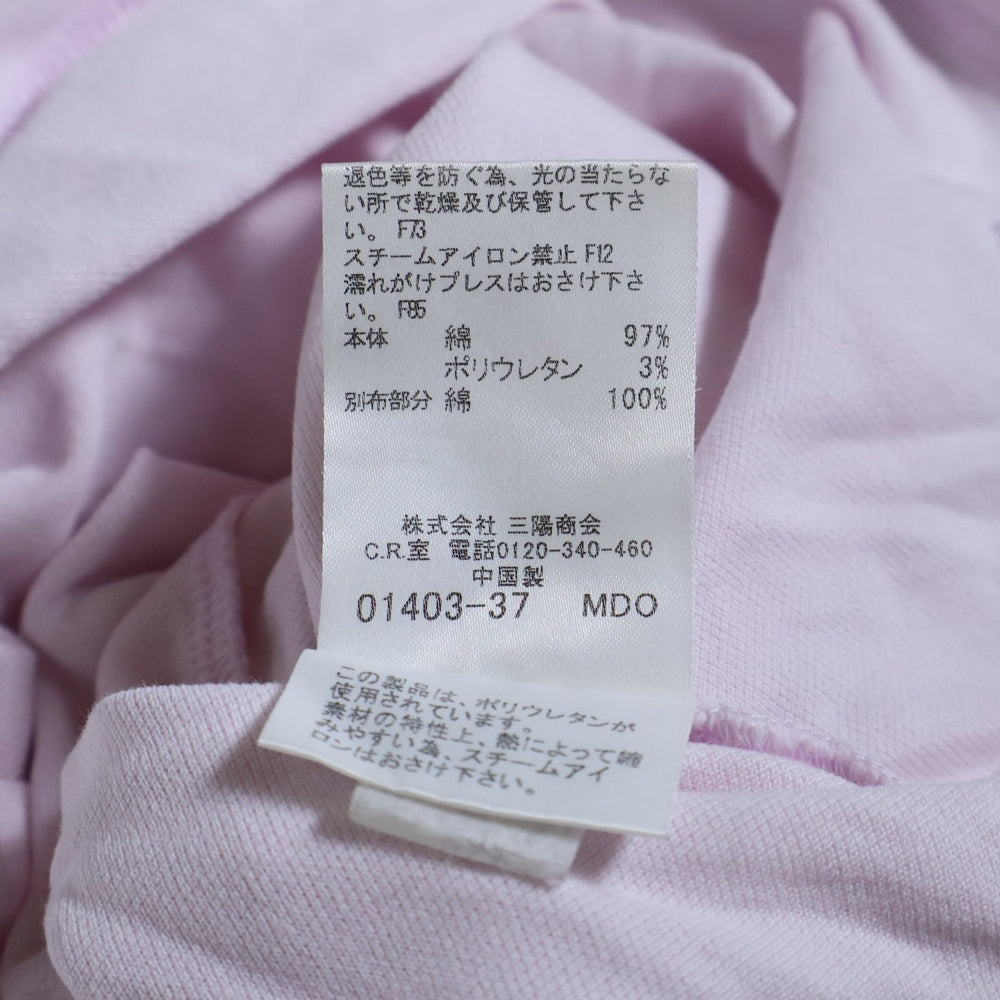 退色等を防ぐ為、光の当たらな
い所で乾燥及び保管して下さ
い。 F73
スチームアイロン禁止 F12
濡れがけプレスはおさけ下さ
い。 F85
本体 綿 97%
ポリウレタン 3%
別布部分 綿 100%
株式会社 三陽商会
C.R.室 電話0120-340-460
中国製
01403-37 MDO
この製品は、ポリウレタンが
使用されています。
素材の特性上、熱によって縮
みやすい為、スチームアイ
ロンはおさけ下さい。